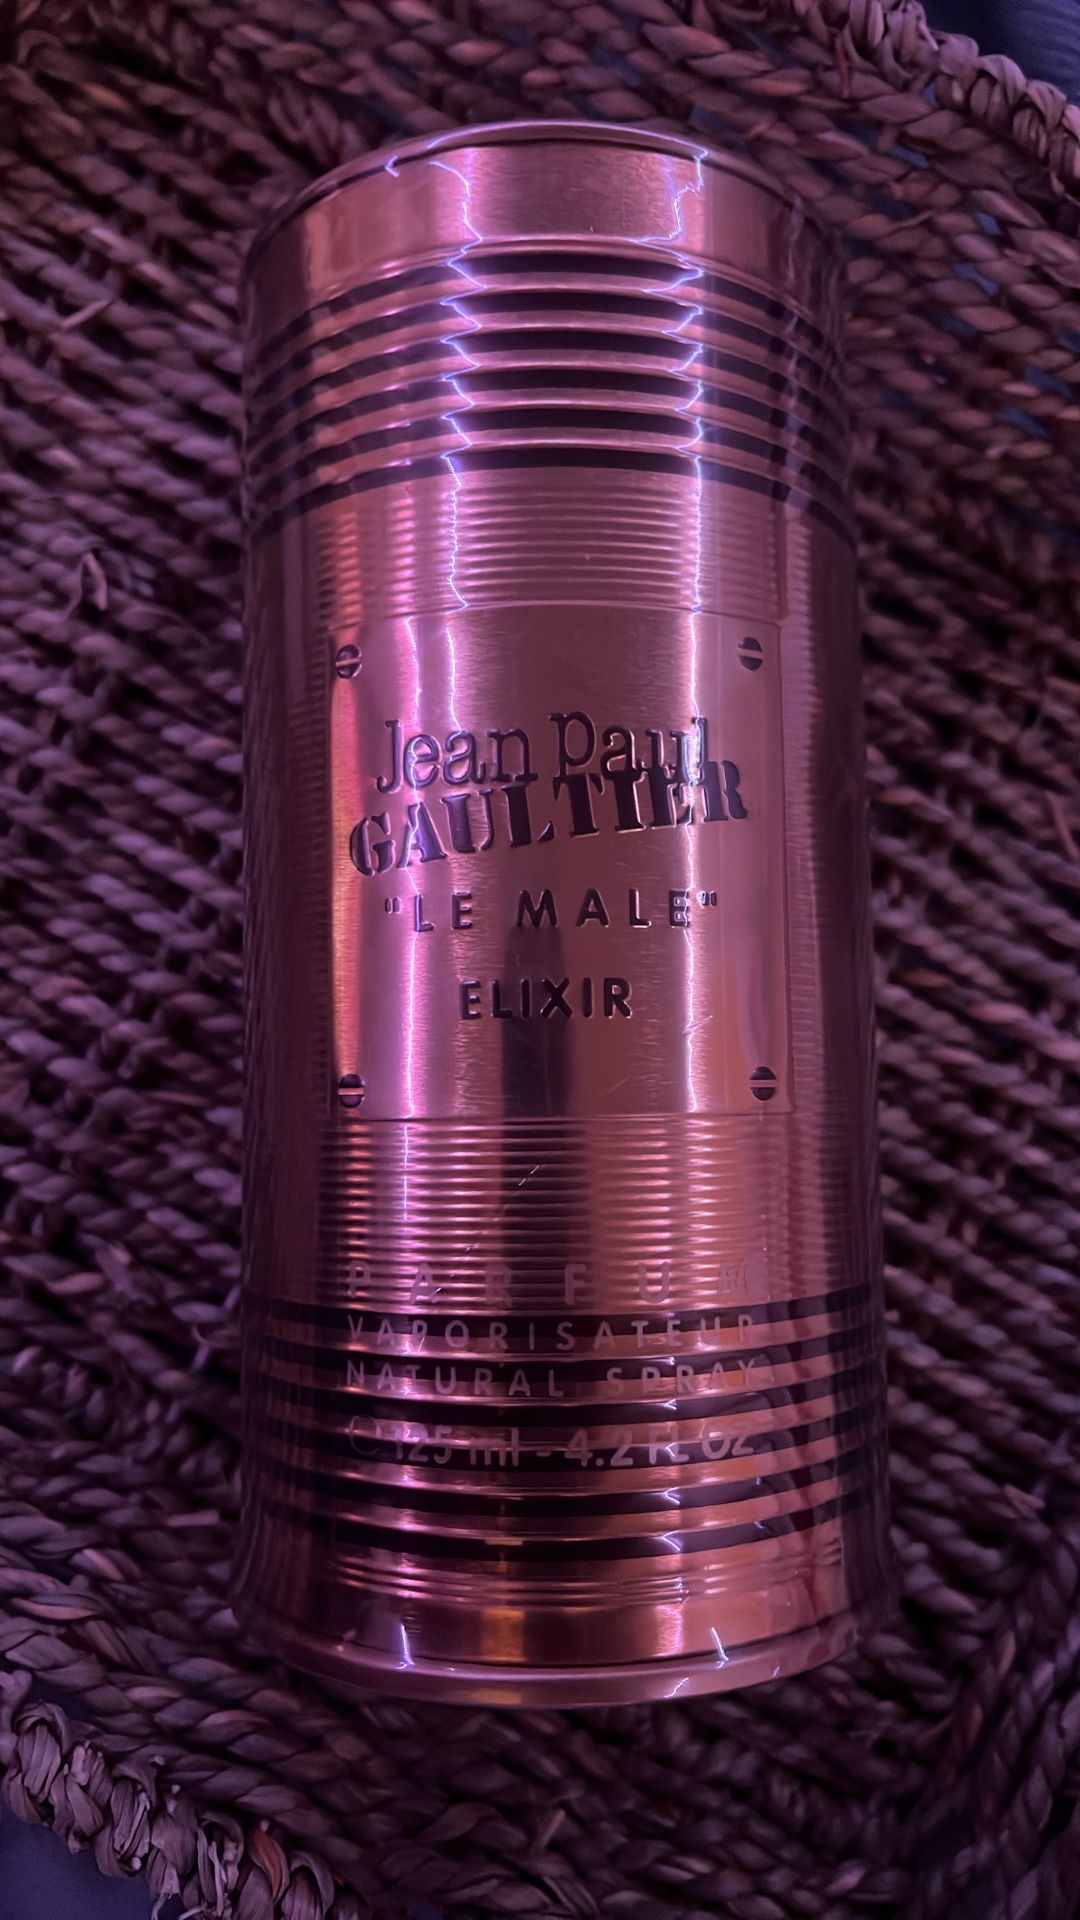 Jean Paul
GAULTIER
"LE MALE"
ELIXIR
PARFUM
VAPORISATEUR
NATURAL SPRAY
℮ 125 ml - 4.2 FL OZ